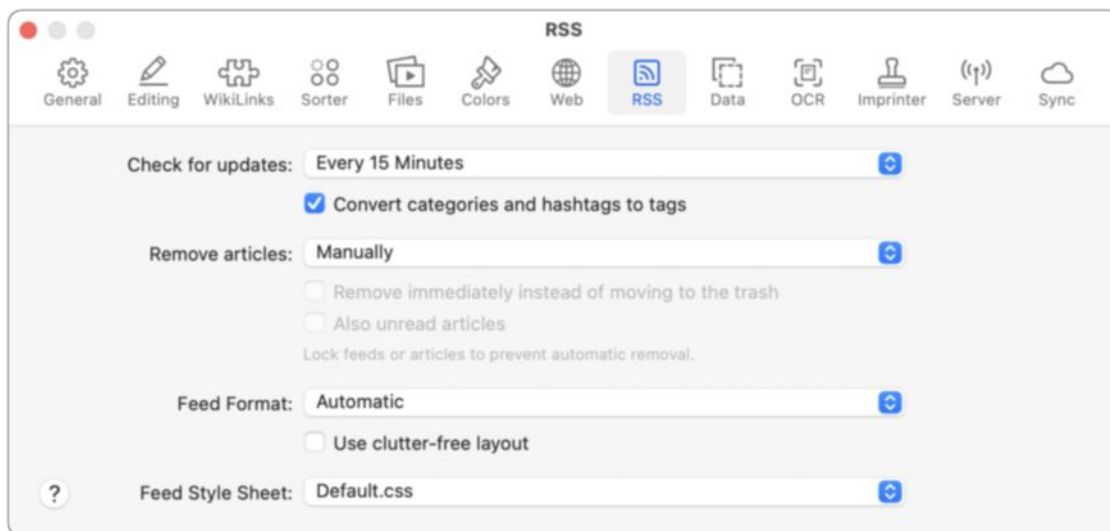 RSS
General Editing WikiLinks Sorter Files Colors Web RSS Data OCR Imprinter Server Sync
Check for updates: Every 15 Minutes
Convert categories and hashtags to tags
Remove articles: Manually
Remove immediately instead of moving to the trash
Also unread articles
Lock feeds or articles to prevent automatic removal.
Feed Format: Automatic
Use clutter-free layout
? Feed Style Sheet: Default.css